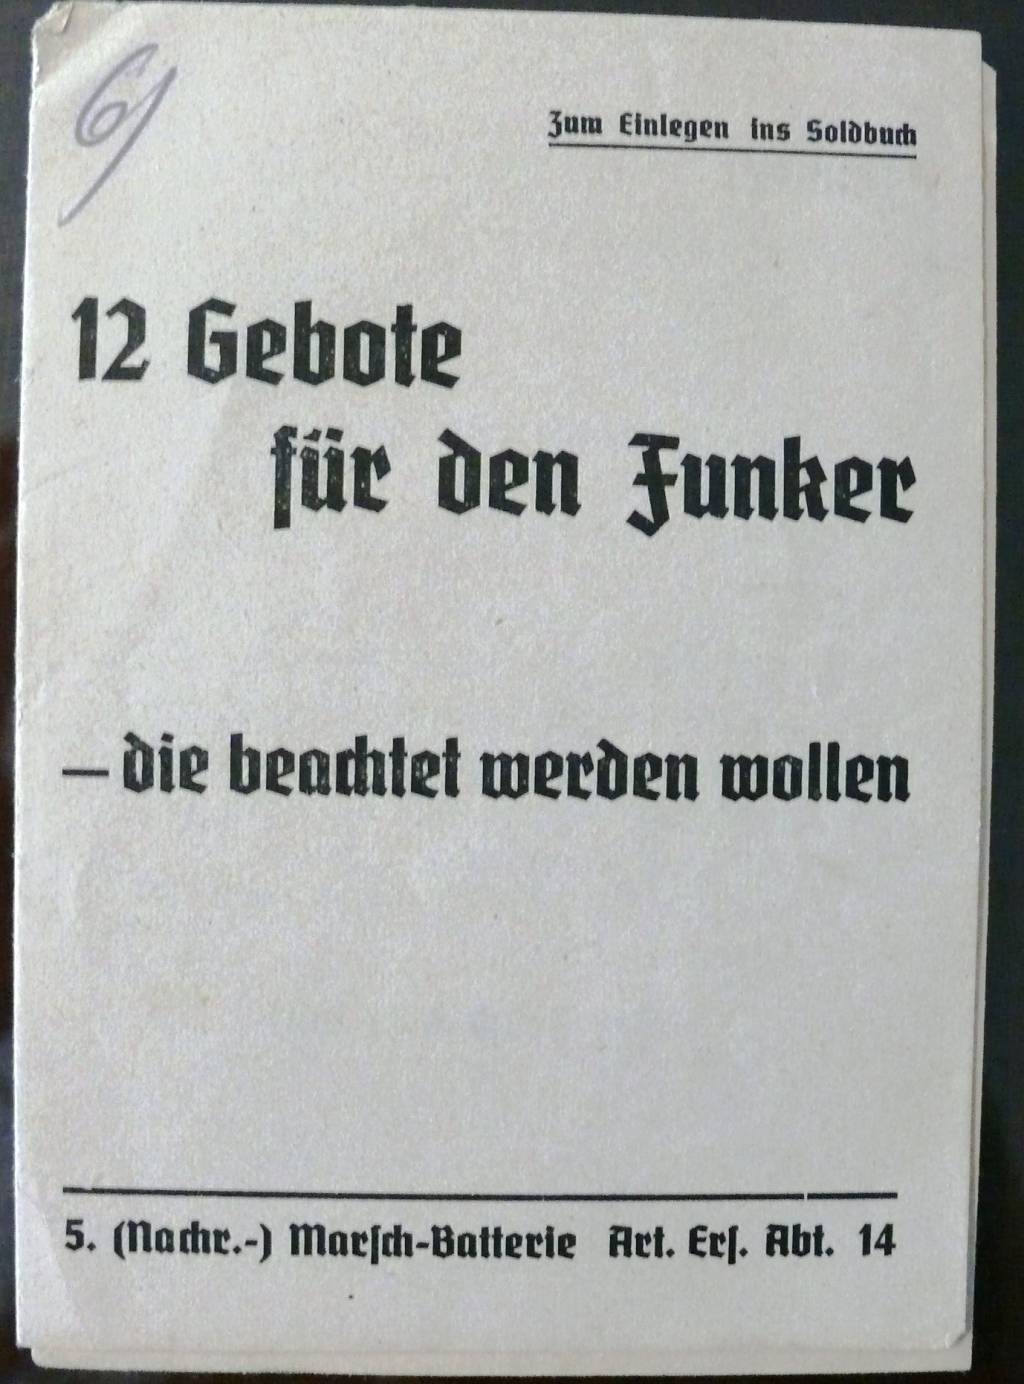 Zum Einlegen ins Soldbuch
12 Gebote
für den Funker
— die beachtet werden wollen
5. (Nachr.-) Marſch-Batterie Art. Erſ. Abt. 14